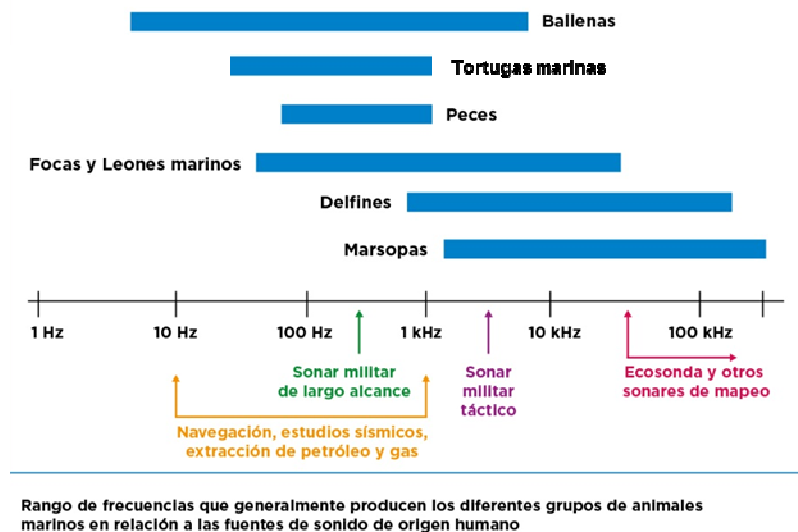 Ballenas
Tortugas marinas
Peces
Focas y Leones marinos
Delfines
Marsopas
1 Hz
10 Hz
100 Hz
1 kHz
10 kHz
100 kHz
Sonar militar
de largo alcance
Sonar
militar
táctico
Ecosonda y otros
sonares de mapeo
Navegación, estudios sísmicos,
extracción de petróleo y gas
Rango de frecuencias que generalmente producen los diferentes grupos de animales
marinos en relación a las fuentes de sonido de origen humano